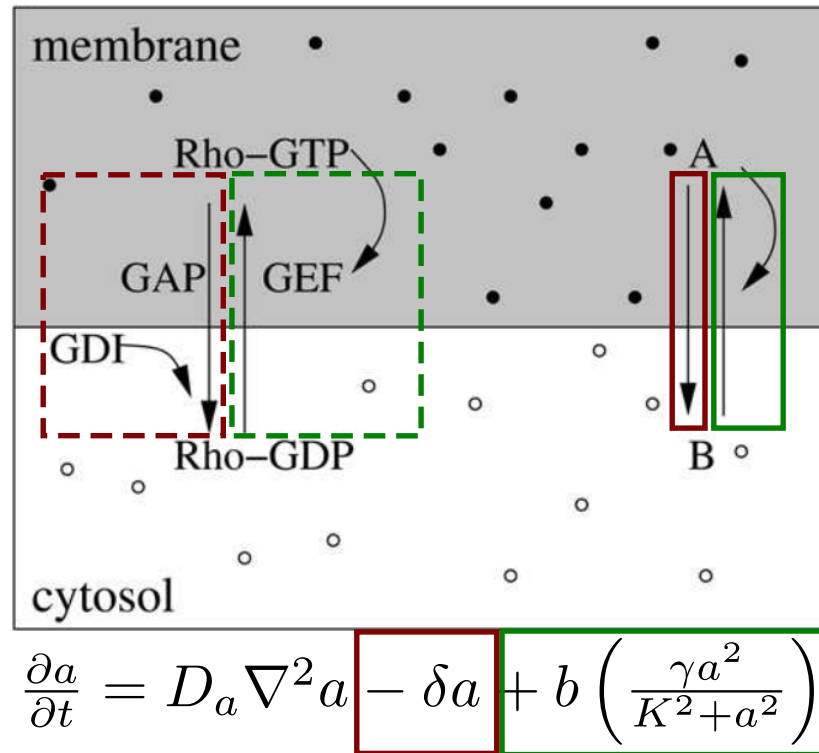 membrane
Rho−GTP A
GAP GEF
GDI
Rho−GDP B
cytosol
∂a/∂t = D_a ∇²a − δa + b (γa²/(K²+a²))